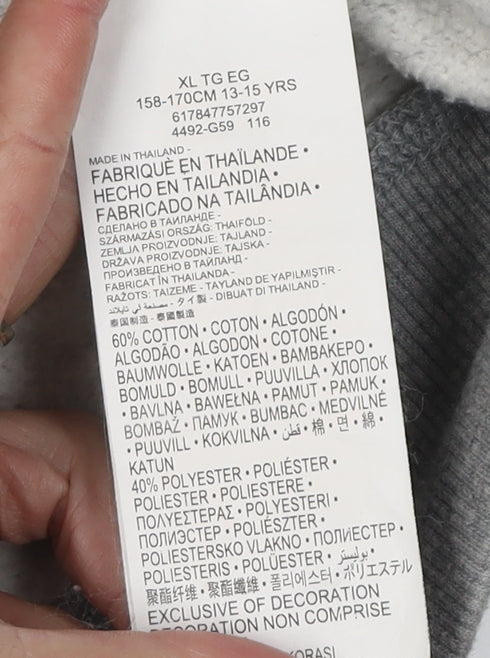 XL TG EG
158-170CM 13-15 YRS
617847757297
4492-G59 116
MADE IN THAILAND -
FABRIQUÈ EN THAÏLANDE •
HECHO EN TAILANDIA •
FABRICADO NA TAILÂNDIA •
СДЕЛАНО В ТАИЛАНДЕ -
SZÁRMAZÁSI ORSZÁG: THAIFÖLD -
ZEMLJA PROIZVODNJE: TAJLAND -
DRŽAVA PROIZVODNJE: TAJSKA -
ПРОИЗВЕДЕНО В ТАЙЛАНД -
FABRICAT ÎN THAILANDA -
RAŽOTS: TAIZEME - TAYLAND DE YAPILMIŞTIR -
مصنعة في تايلاند - タイ製 - DIBUAT DI THAILAND -
泰国制造 - 泰國製造
60% COTTON • COTON • ALGODÓN •
ALGODÃO • ALGODON • COTONE •
BAUMWOLLE • KATOEN • ΒΑΜΒΑΚΕΡΟ •
BOMULD • BOMULL • PUUVILLA • ХЛОПОК
• BAVLNA • BAWEŁNA • PAMUT • PAMUK •
BOMBAŽ • ПАМУК • BUMBAC • MEDVILNĖ
• PUUVILL • KOKVILNA • قطن • 棉 • 면 • 綿 •
KATUN
40% POLYESTER • POLIÉSTER •
POLIESTER • POLIESTERE •
ΠΟΛΥΕΣΤΕΡΑΣ • POLYESTERI •
ПОЛИЭСТЕР • POLIÉSZTER •
POLIESTERSKO VLAKNO • ПОЛИЕСТЕР •
POLIESTERIS • POLÜESTER • بوليستر •
聚酯纤维 • 聚酯纖維 • 폴리에스터 • ポリエステル
EXCLUSIVE OF DECORATION
DECORATION NON COMPRISE